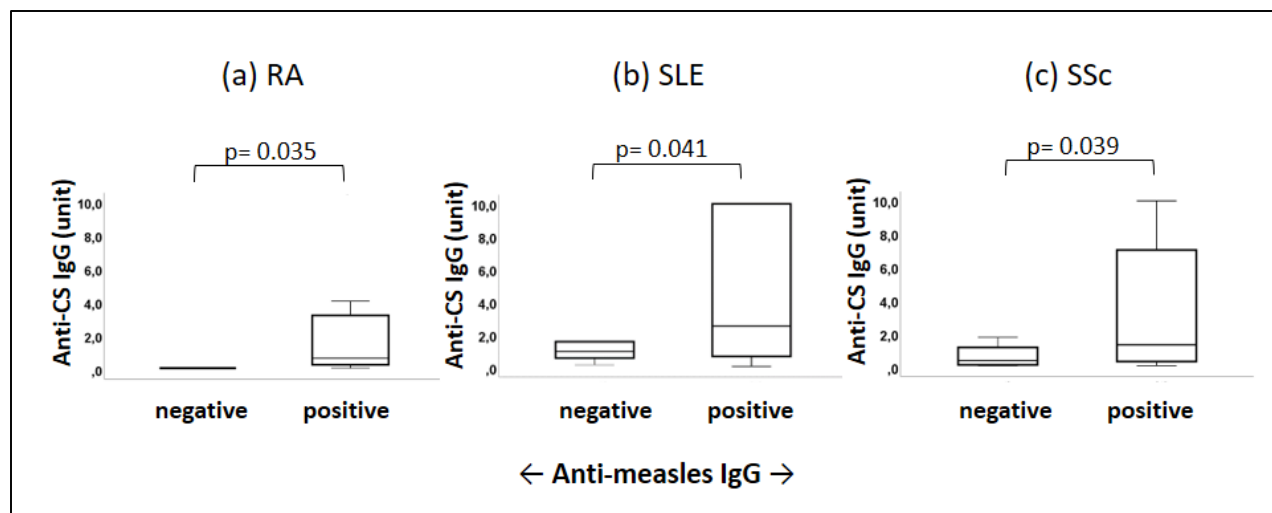 (a) RA
(b) SLE
(c) SSc
p= 0.035
p= 0.041
p= 0.039
Anti-CS IgG (unit)
10,0
8,0
6,0
4,0
2,0
,0
negative
positive
Anti-CS IgG (unit)
10,0
8,0
6,0
4,0
2,0
,0
negative
positive
Anti-CS IgG (unit)
10,0
8,0
6,0
4,0
2,0
,0
negative
positive
← Anti-measles IgG →